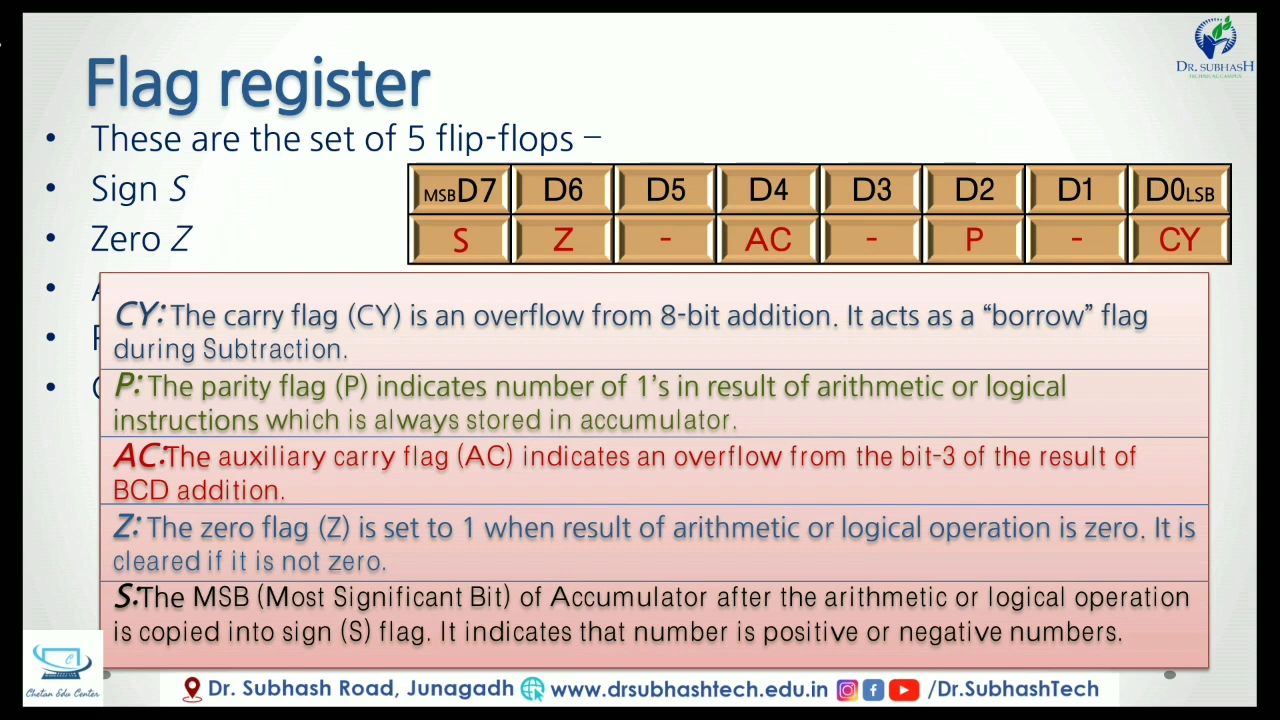 Flag register
DR. SUBHASH
TECHNICAL CAMPUS
• These are the set of 5 flip-flops –
• Sign S
• Zero Z
MSBD7 D6 D5 D4 D3 D2 D1 D0LSB
S Z - AC - P - CY
CY: The carry flag (CY) is an overflow from 8-bit addition. It acts as a “borrow” flag
during Subtraction.
P: The parity flag (P) indicates number of 1’s in result of arithmetic or logical
instructions which is always stored in accumulator.
AC:The auxiliary carry flag (AC) indicates an overflow from the bit-3 of the result of
BCD addition.
Z: The zero flag (Z) is set to 1 when result of arithmetic or logical operation is zero. It is
cleared if it is not zero.
S:The MSB (Most Significant Bit) of Accumulator after the arithmetic or logical operation
is copied into sign (S) flag. It indicates that number is positive or negative numbers.
Chetan Edu Center
Dr. Subhash Road, Junagadh www.drsubhashtech.edu.in /Dr.SubhashTech